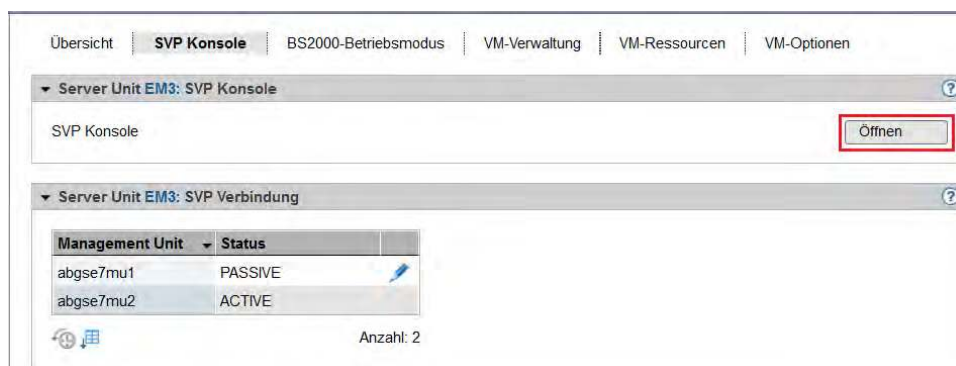 Übersicht SVP Konsole BS2000-Betriebsmodus VM-Verwaltung VM-Ressourcen VM-Optionen
Server Unit EM3: SVP Konsole
SVP Konsole Öffnen
Server Unit EM3: SVP Verbindung
Management Unit Status
abgse7mu1 PASSIVE
abgse7mu2 ACTIVE
Anzahl: 2